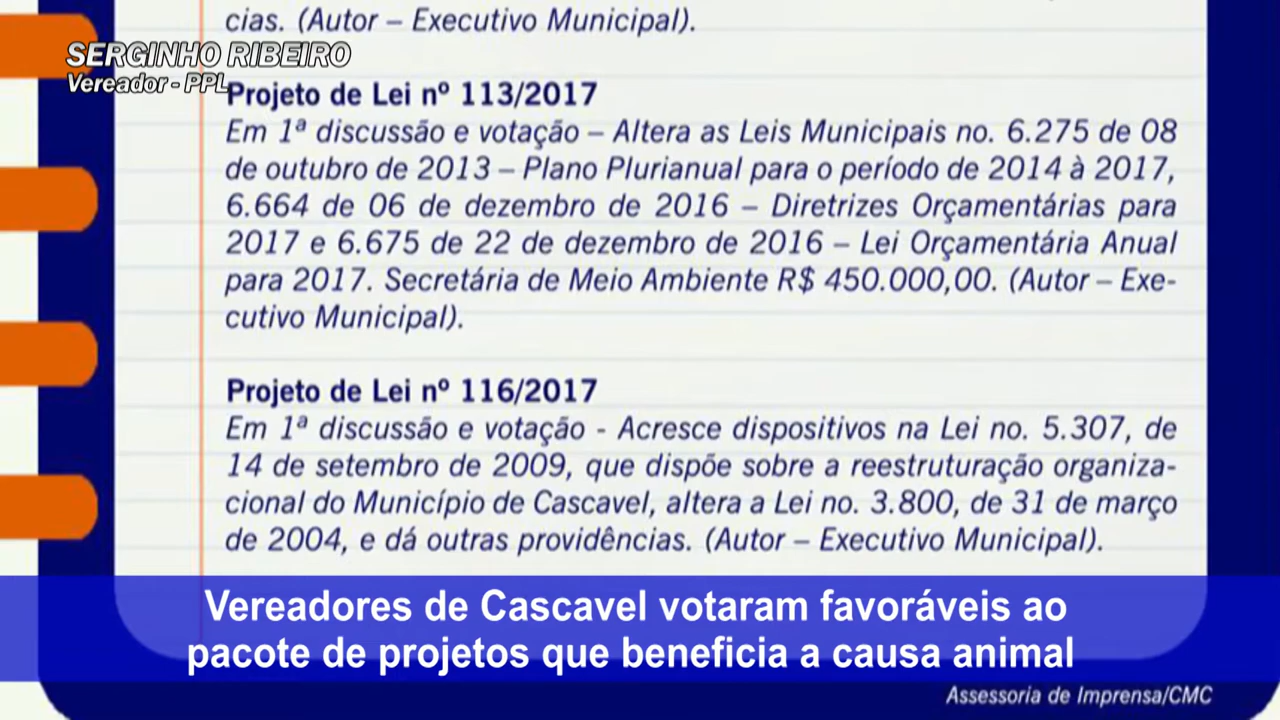 cias. (Autor – Executivo Municipal).
SERGINHO RIBEIRO
Vereador - PPL
Projeto de Lei nº 113/2017
Em 1ª discussão e votação – Altera as Leis Municipais no. 6.275 de 08
de outubro de 2013 – Plano Plurianual para o período de 2014 à 2017,
6.664 de 06 de dezembro de 2016 – Diretrizes Orçamentárias para
2017 e 6.675 de 22 de dezembro de 2016 – Lei Orçamentária Anual
para 2017. Secretária de Meio Ambiente R$ 450.000,00. (Autor – Exe-
cutivo Municipal).
Projeto de Lei nº 116/2017
Em 1ª discussão e votação - Acresce dispositivos na Lei no. 5.307, de
14 de setembro de 2009, que dispõe sobre a reestruturação organiza-
cional do Município de Cascavel, altera a Lei no. 3.800, de 31 de março
de 2004, e dá outras providências. (Autor – Executivo Municipal).
Vereadores de Cascavel votaram favoráveis ao
pacote de projetos que beneficia a causa animal
Assessoria de Imprensa/CMC